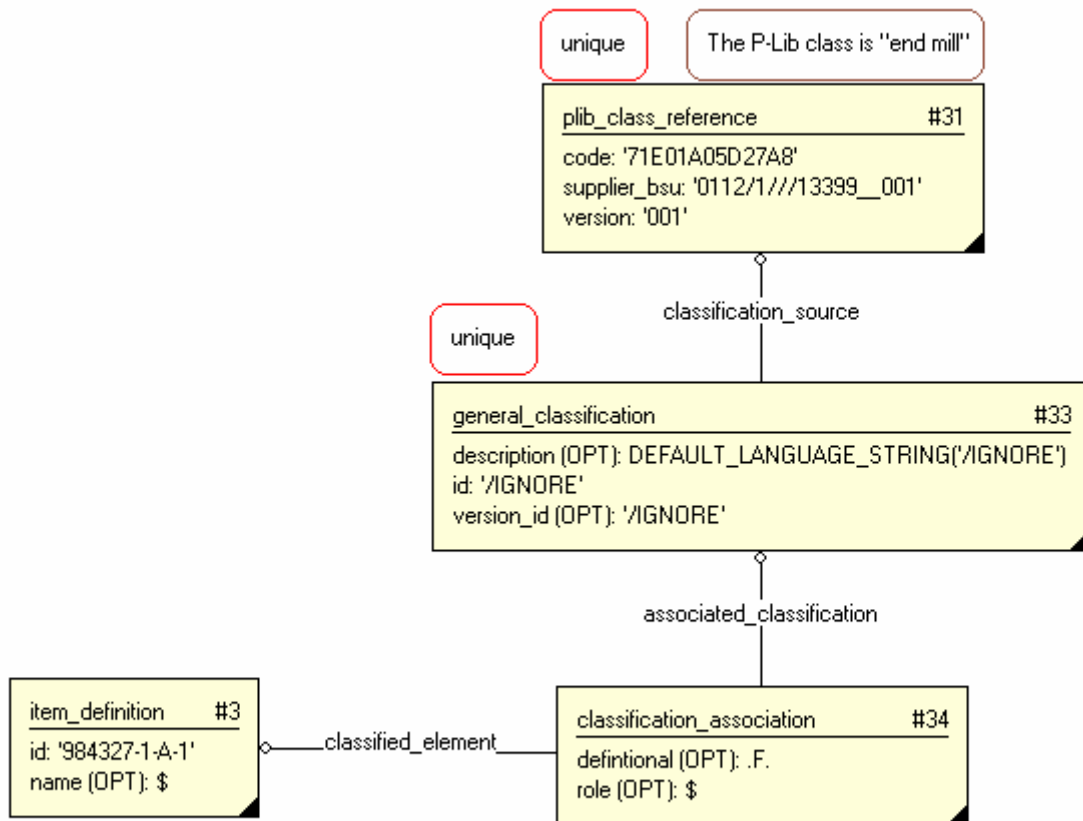 unique
The P-Lib class is "end mill"
plib_class_reference #31
code: '71E01A05D27A8'
supplier_bsu: '0112/1///13399__001'
version: '001'
classification_source
unique
general_classification #33
description (OPT): DEFAULT_LANGUAGE_STRING('/IGNORE')
id: '/IGNORE'
version_id (OPT): '/IGNORE'
associated_classification
item_definition #3
id: '984327-1-A-1'
name (OPT): $
classified_element
classification_association #34
defintional (OPT): .F.
role (OPT): $